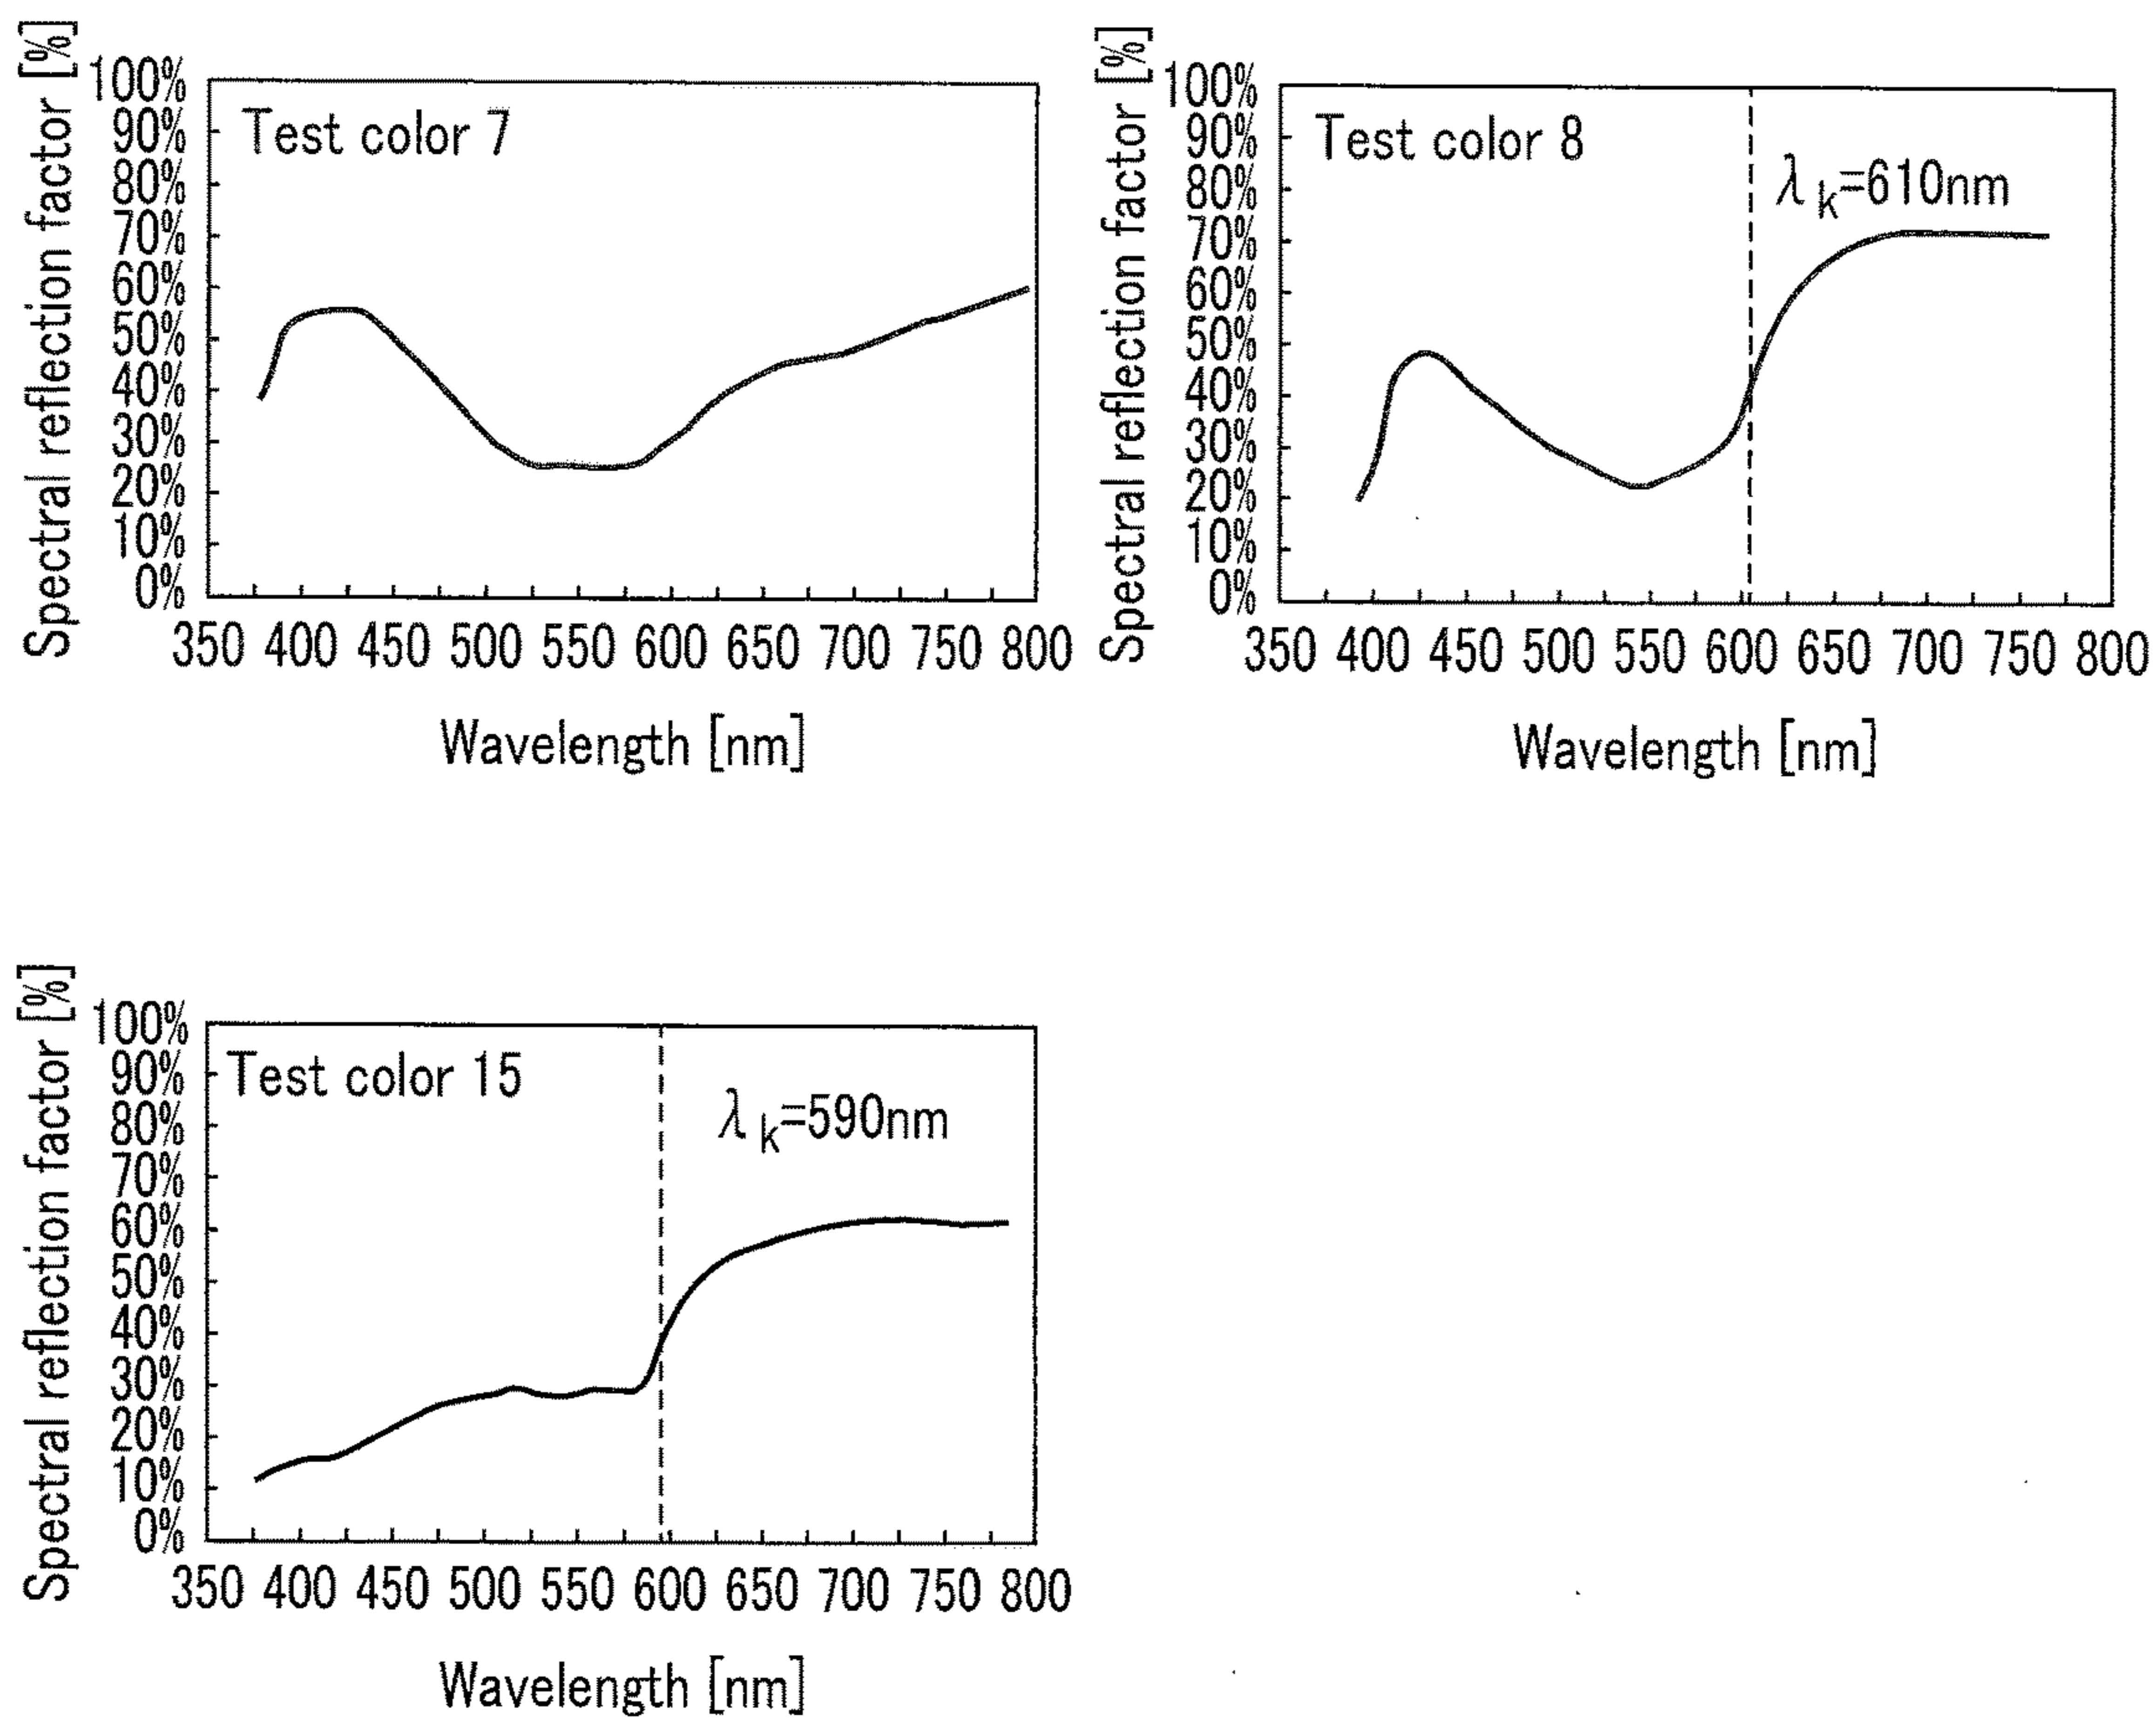 Spectral reflection factor [%]
100%
90%
80%
70%
60%
50%
40%
30%
20%
10%
0%
Test color 7
350 400 450 500 550 600 650 700 750 800
Wavelength [nm]
Spectral reflection factor [%]
100%
90%
80%
70%
60%
50%
40%
30%
20%
10%
0%
Test color 8
λk=610nm
350 400 450 500 550 600 650 700 750 800
Wavelength [nm]
Spectral reflection factor [%]
100%
90%
80%
70%
60%
50%
40%
30%
20%
10%
0%
Test color 15
λk=590nm
350 400 450 500 550 600 650 700 750 800
Wavelength [nm]